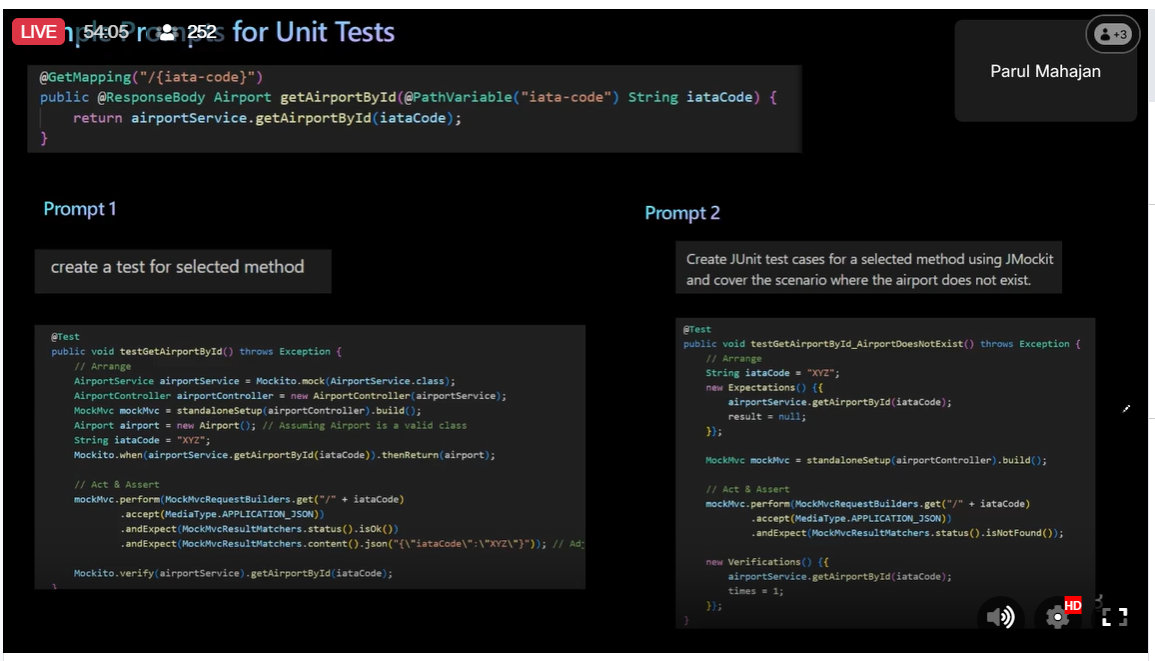 LIVE 54:05 252
for Unit Tests
+3
Parul Mahajan
@GetMapping("/{iata-code}")
public @ResponseBody Airport getAirportById(@PathVariable("iata-code") String iataCode) {
return airportService.getAirportById(iataCode);
}
Prompt 1
create a test for selected method
@Test
public void testGetAirportById() throws Exception {
// Arrange
AirportService airportService = Mockito.mock(AirportService.class);
AirportController airportController = new AirportController(airportService);
MockMvc mockMvc = standaloneSetup(airportController).build();
Airport airport = new Airport(); // Assuming Airport is a valid class
String iataCode = "XYZ";
Mockito.when(airportService.getAirportById(iataCode)).thenReturn(airport);
// Act & Assert
mockMvc.perform(MockMvcRequestBuilders.get("/" + iataCode)
.accept(MediaType.APPLICATION_JSON))
.andExpect(MockMvcResultMatchers.status().isOk())
.andExpect(MockMvcResultMatchers.content().json("{\"iataCode\":\"XYZ\"}")); // Adj
Mockito.verify(airportService).getAirportById(iataCode);
}
Prompt 2
Create JUnit test cases for a selected method using JMockit
and cover the scenario where the airport does not exist.
@Test
public void testGetAirportById_AirportDoesNotExist() throws Exception {
// Arrange
String iataCode = "XYZ";
new Expectations() {{
airportService.getAirportById(iataCode);
result = null;
}};
MockMvc mockMvc = standaloneSetup(airportController).build();
// Act & Assert
mockMvc.perform(MockMvcRequestBuilders.get("/" + iataCode)
.accept(MediaType.APPLICATION_JSON))
.andExpect(MockMvcResultMatchers.status().isNotFound());
new Verifications() {{
airportService.getAirportById(iataCode);
times = 1;
}};
}
HD